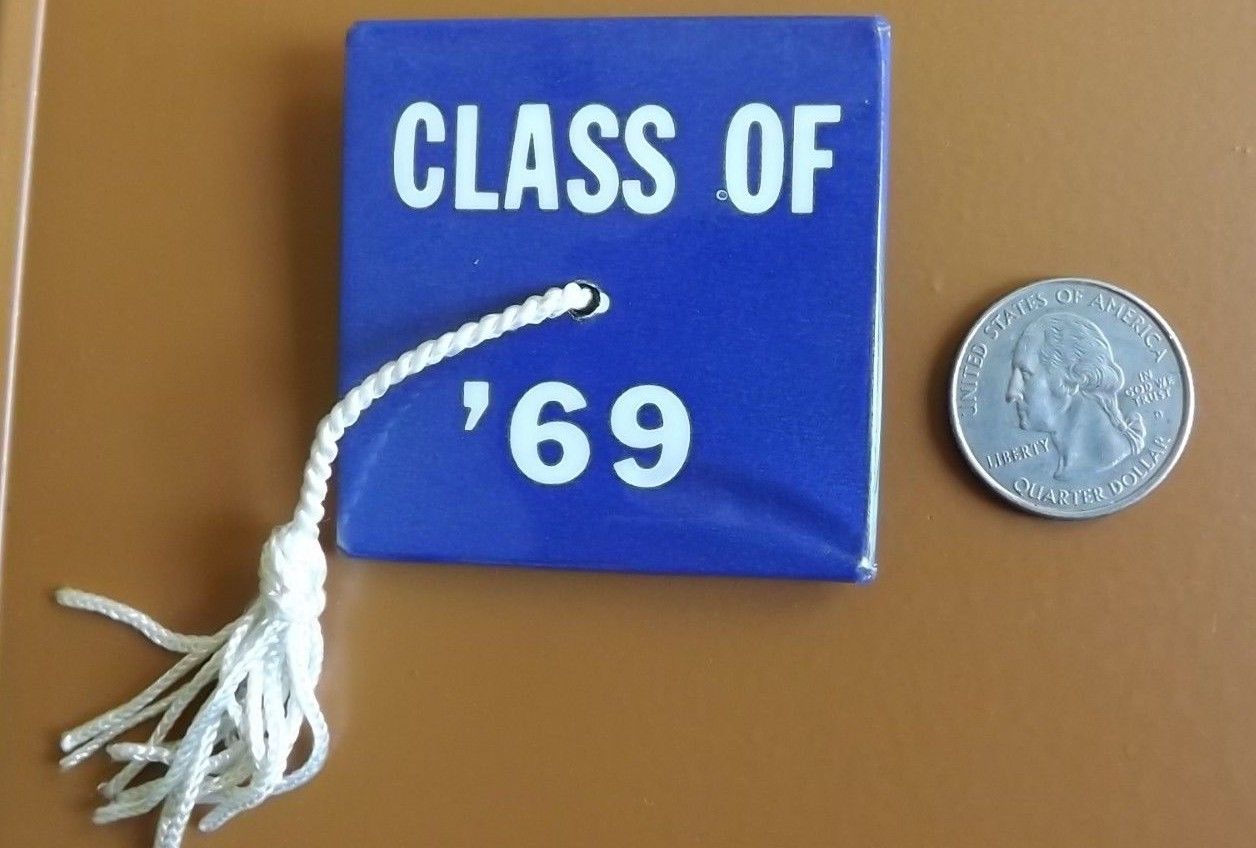 CLASS OF
'69
UNITED STATES OF AMERICA
IN
GOD WE
TRUST
D
LIBERTY
QUARTER DOLLAR